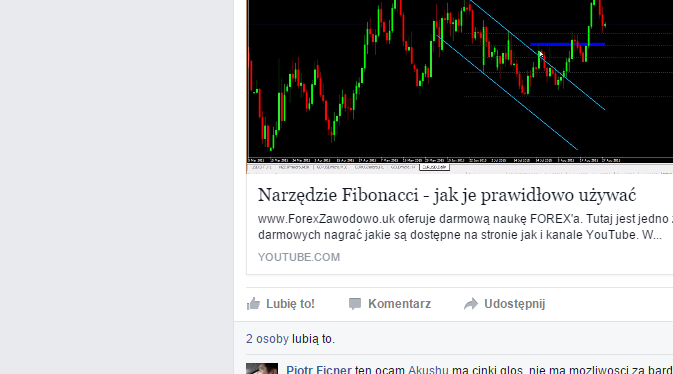 Narzędzie Fibonacci - jak je prawidłowo używać
www.ForexZawodowo.uk oferuje darmową naukę FOREX'a. Tutaj jest jedno z
darmowych nagrać jakie są dostępne na stronie jak i kanale YouTube. W...
YOUTUBE.COM
Lubię to! Komentarz Udostępnij
2 osoby lubią to.
Piotr Ficner ten ocam Akushu ma cinki glos, nie ma mozliwosci za bard